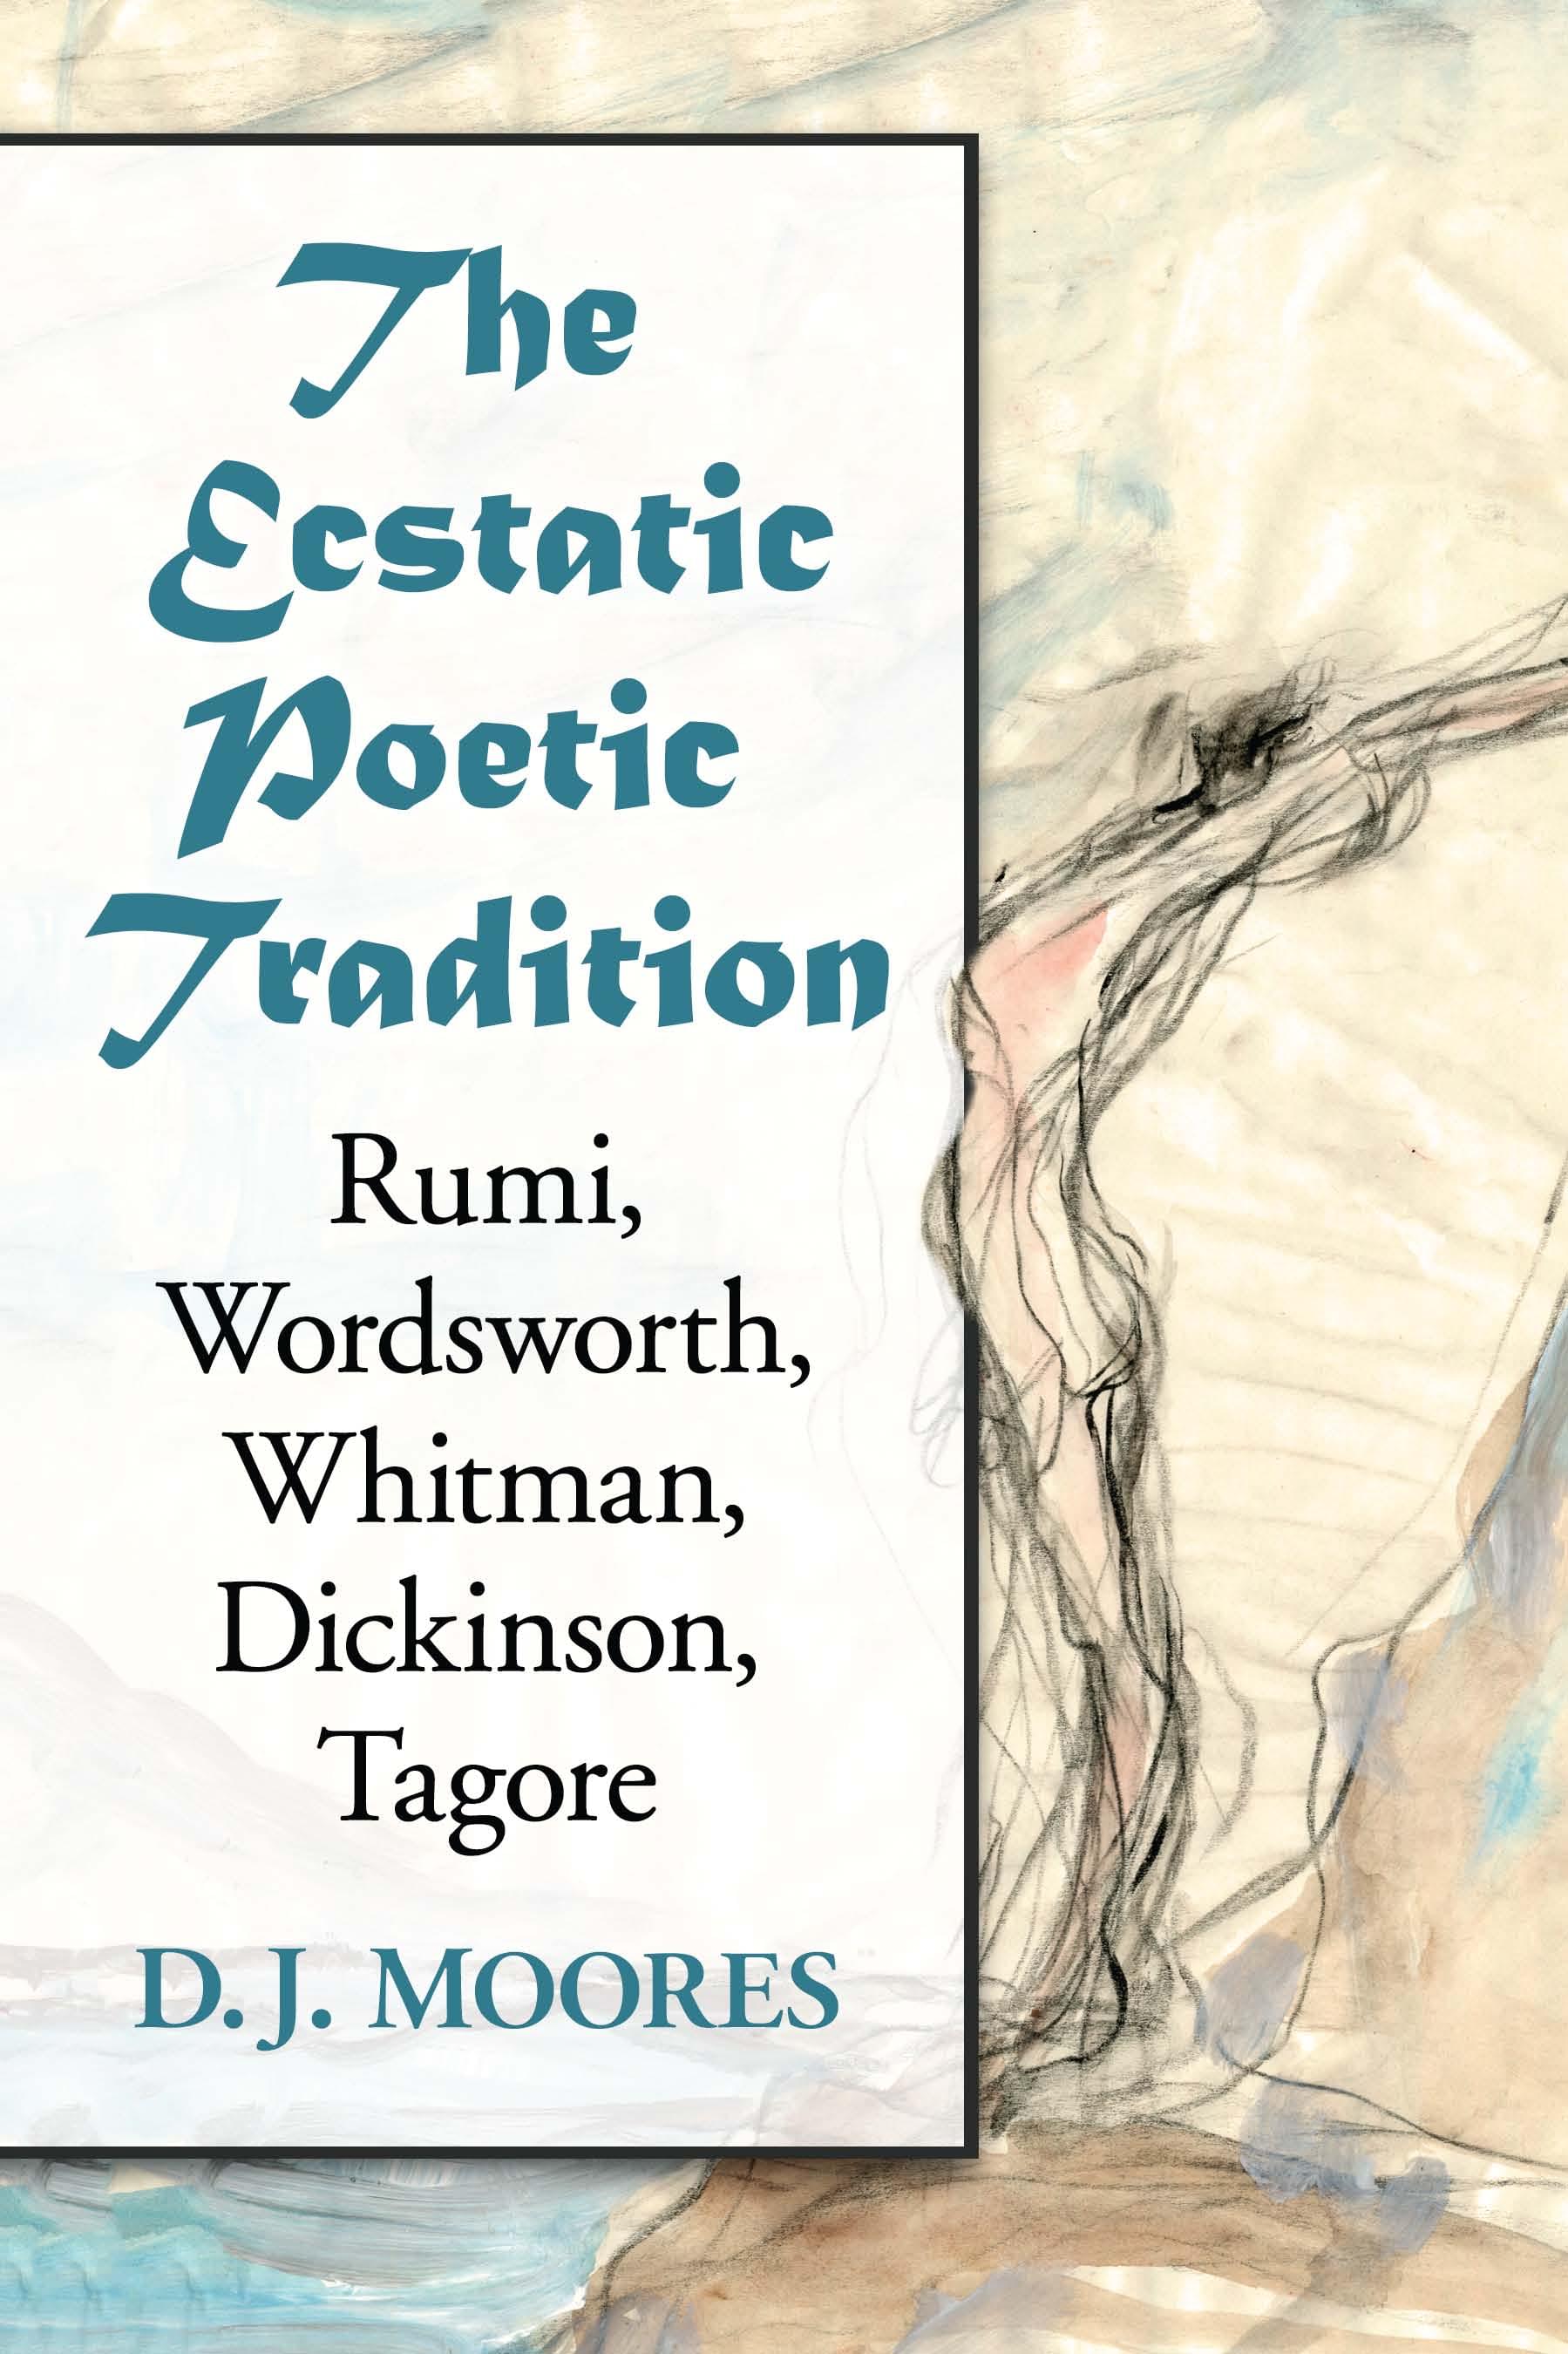 The
Ecstatic
Poetic
Tradition
Rumi,
Wordsworth,
Whitman,
Dickinson,
Tagore
D. J. MOORES